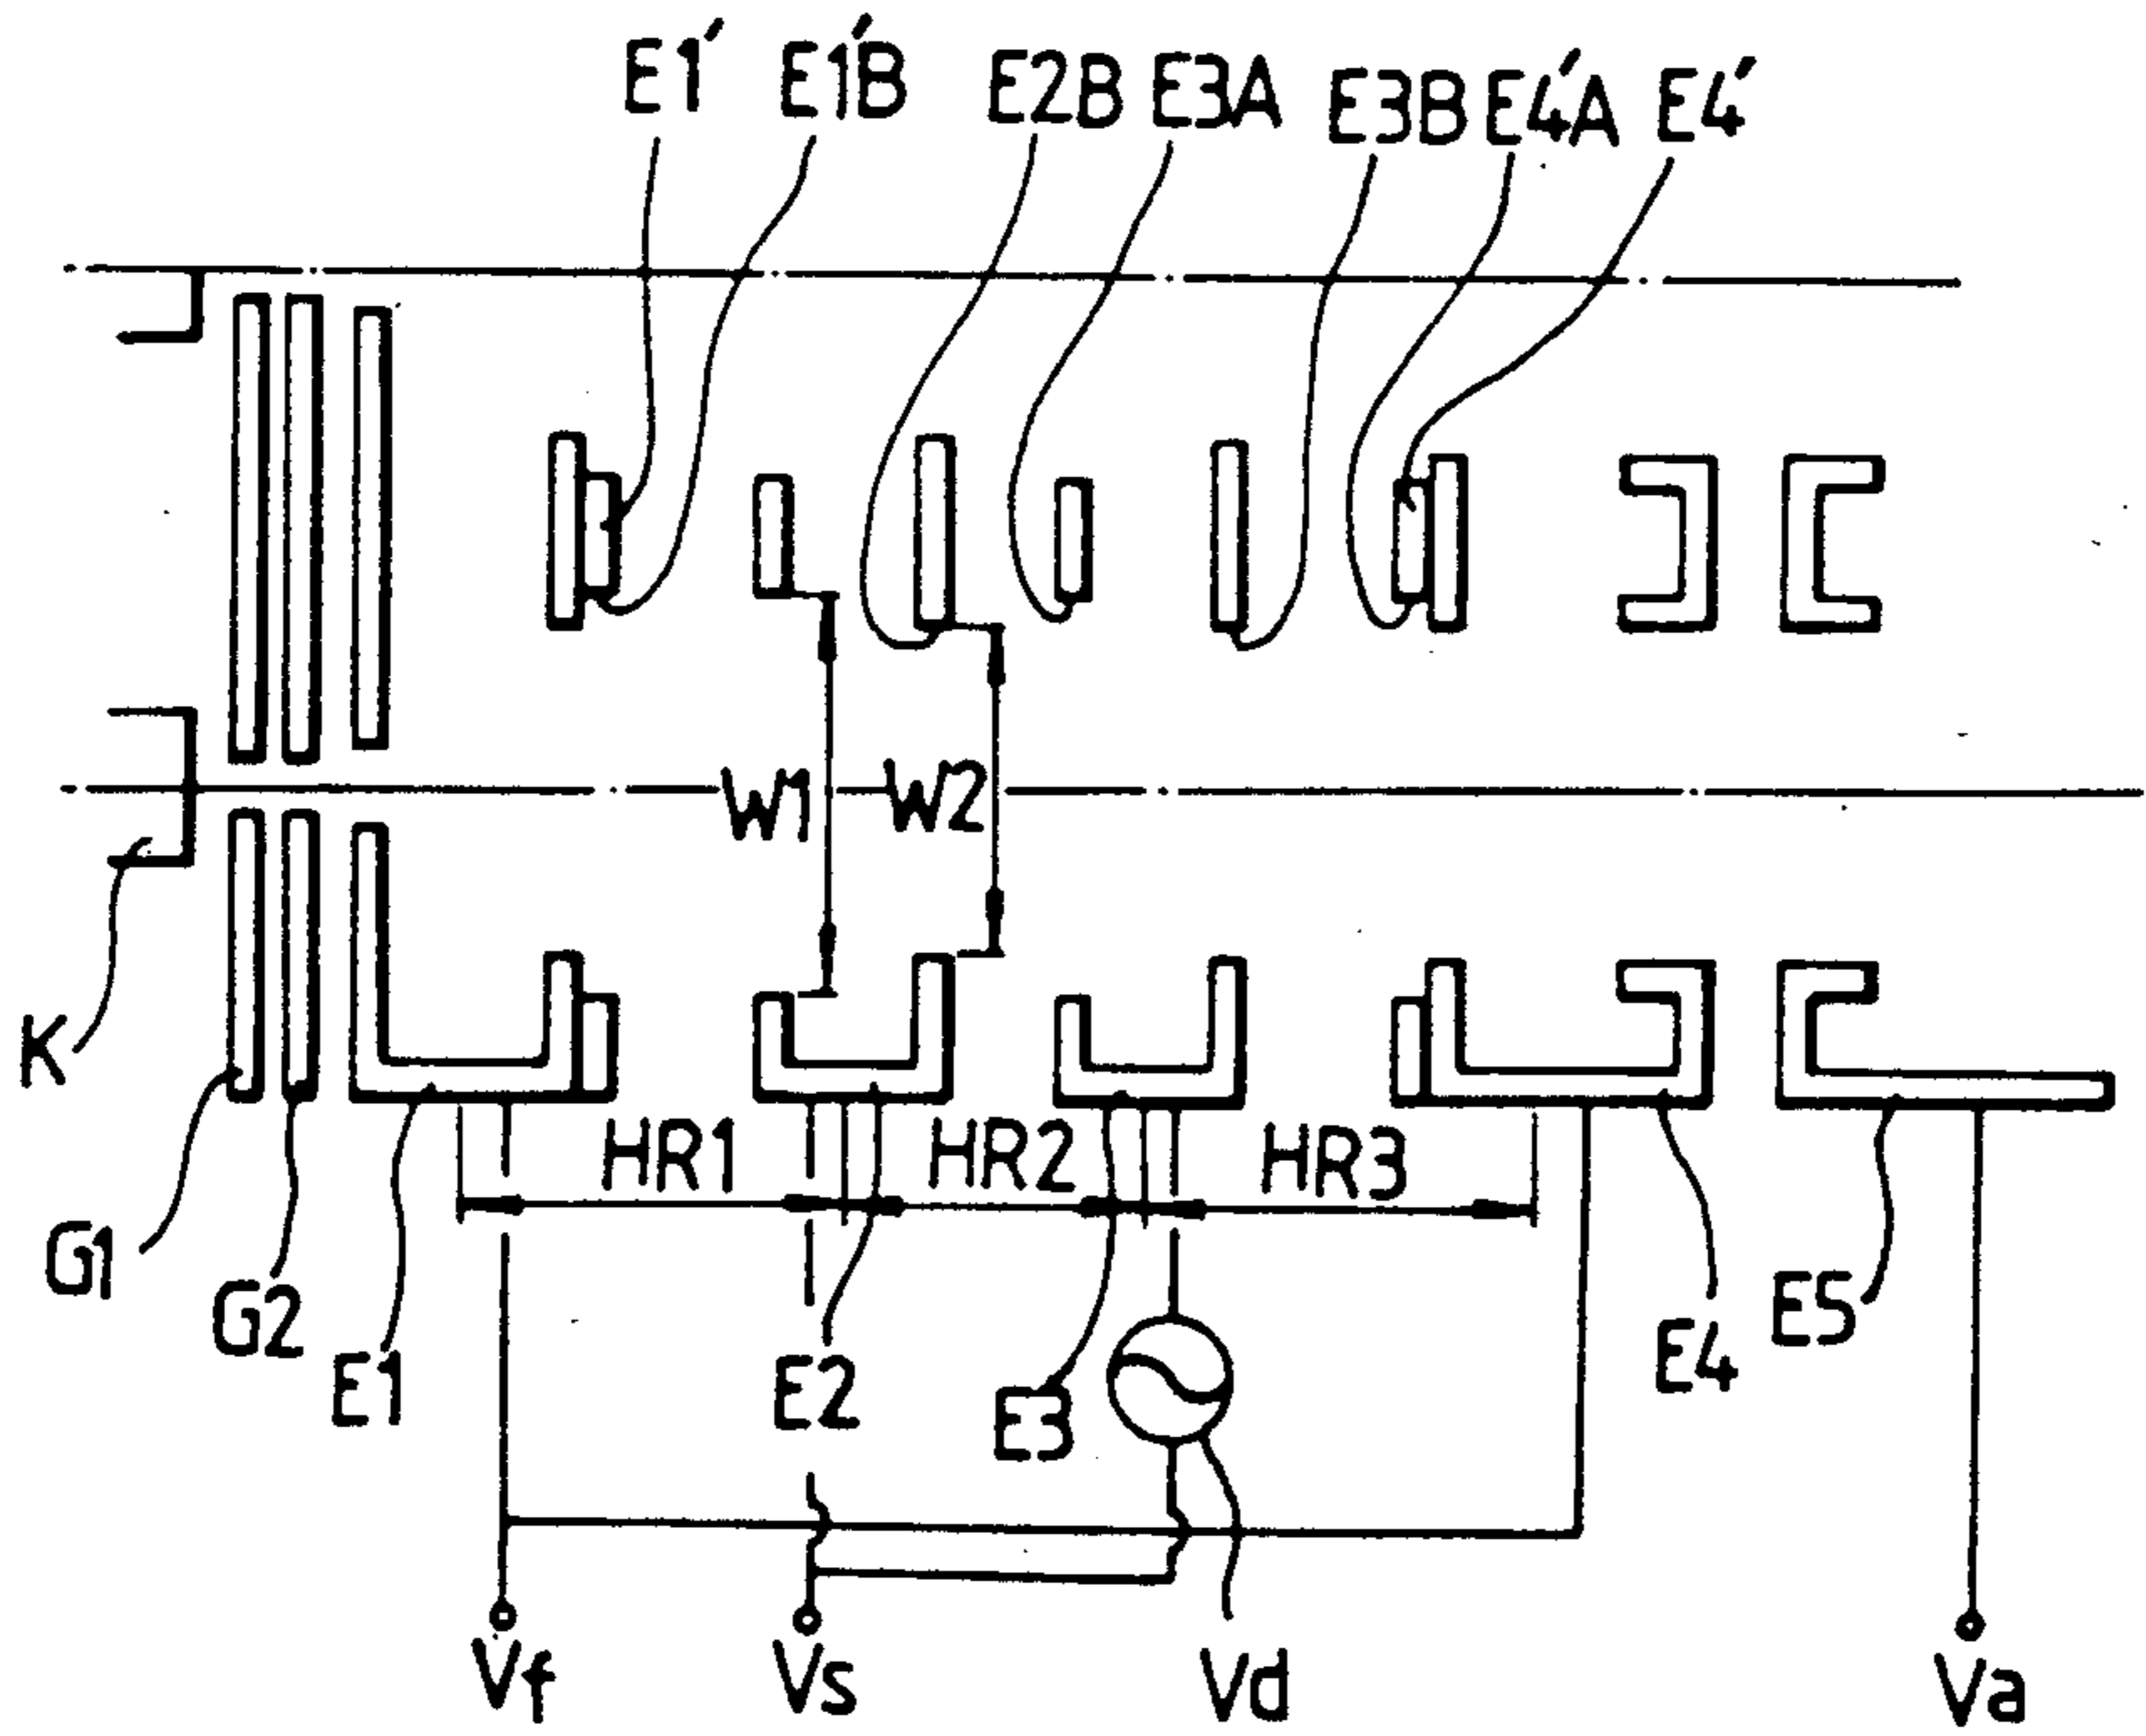 E1′ E1′B E2B E3A E3B E4′A E4′
W1 W2
K
HR1 HR2 HR3
G1 G2 E1 E2 E3 E4 E5
Vf Vs Vd Va